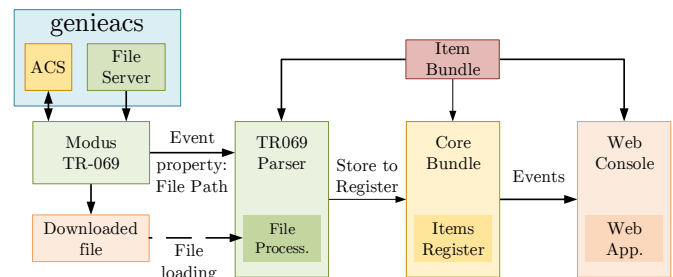 genieacs
ACS
File
Server
Item
Bundle
Modus
TR-069
Event
property:
File Path
TR069
Parser
Store to
Register
Core
Bundle
Events
Web
Console
Downloaded
file
File
loading
File
Process.
Items
Register
Web
App.